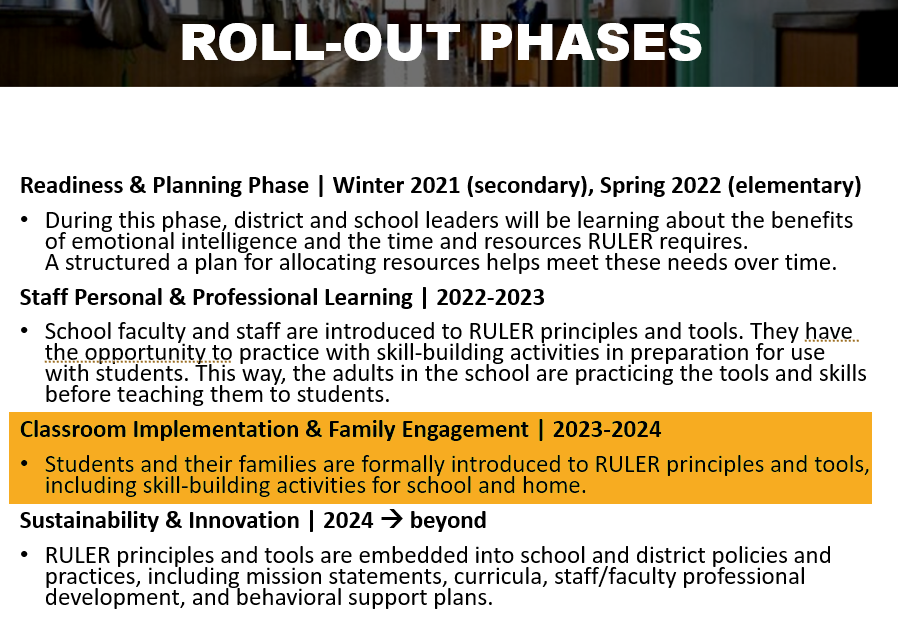 ROLL-OUT PHASES
Readiness & Planning Phase | Winter 2021 (secondary), Spring 2022 (elementary)
• During this phase, district and school leaders will be learning about the benefits
of emotional intelligence and the time and resources RULER requires.
A structured a plan for allocating resources helps meet these needs over time.
Staff Personal & Professional Learning | 2022-2023
• School faculty and staff are introduced to RULER principles and tools. They have
the opportunity to practice with skill-building activities in preparation for use
with students. This way, the adults in the school are practicing the tools and skills
before teaching them to students.
Classroom Implementation & Family Engagement | 2023-2024
• Students and their families are formally introduced to RULER principles and tools,
including skill-building activities for school and home.
Sustainability & Innovation | 2024 → beyond
• RULER principles and tools are embedded into school and district policies and
practices, including mission statements, curricula, staff/faculty professional
development, and behavioral support plans.